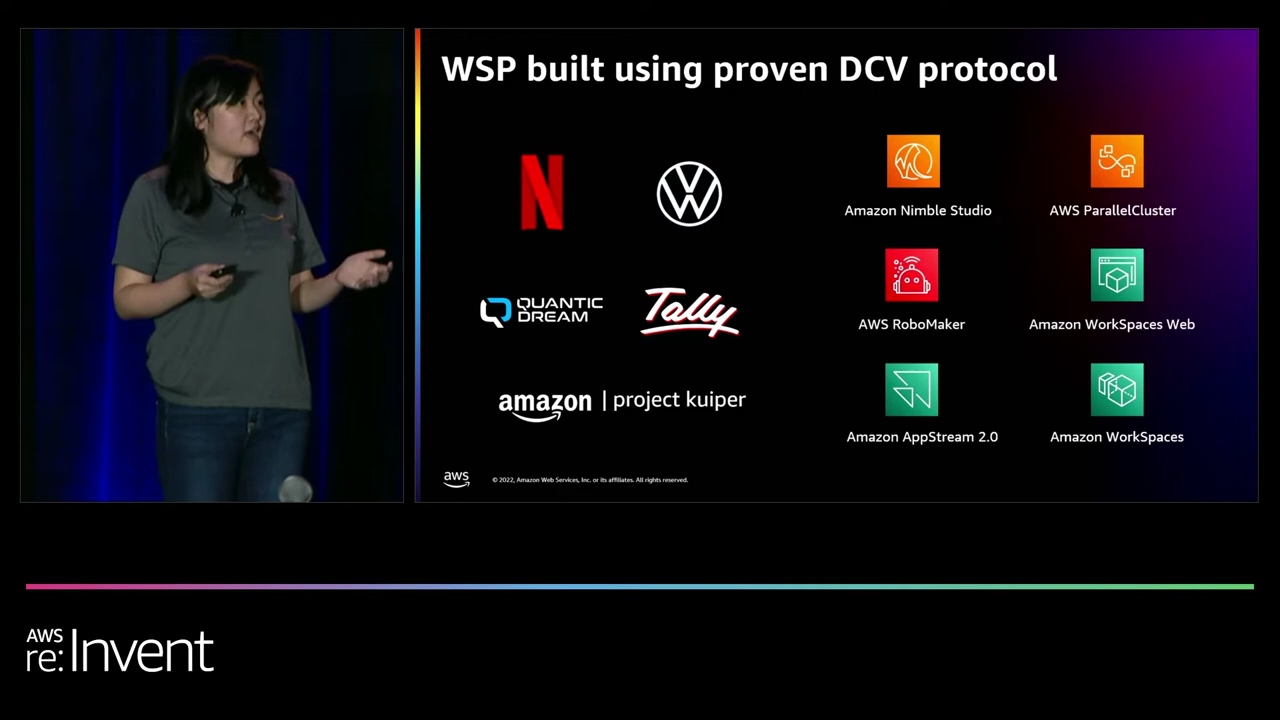 WSP built using proven DCV protocol
N
VW
QUANTIC
DREAM
Tally
amazon | project kuiper
Amazon Nimble Studio
AWS ParallelCluster
AWS RoboMaker
Amazon WorkSpaces Web
Amazon AppStream 2.0
Amazon WorkSpaces
aws
© 2022, Amazon Web Services, Inc. or its affiliates. All rights reserved.
AWS
re:Invent